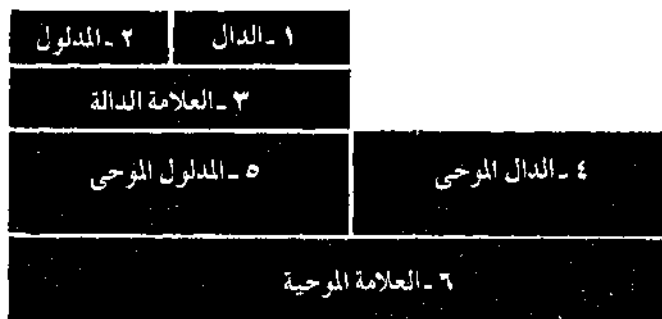 ١ ـ الدال ٢ ـ المدلول
٣ ـ العلامة الدالة
٤ ـ الدال الموحى ٥ ـ المدلول الموحى
٦ ـ العلامة الموحية